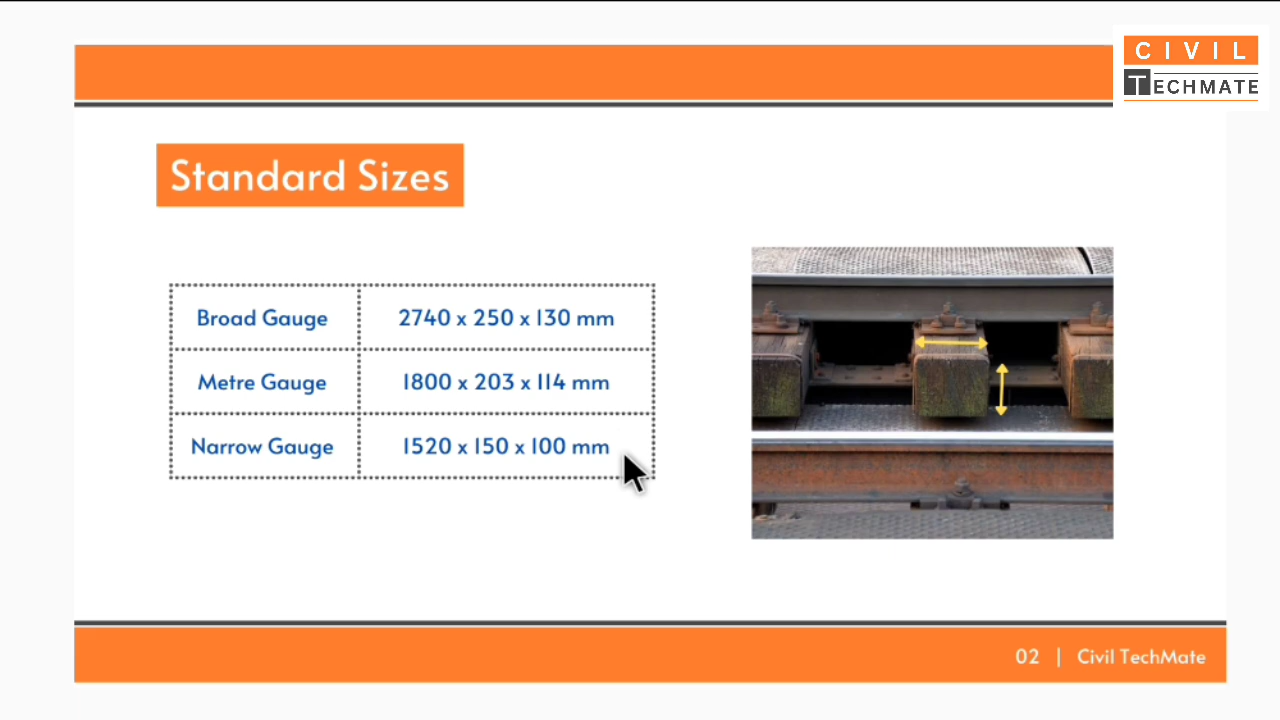 CIVIL
TECHMATE
Standard Sizes
Broad Gauge 2740 x 250 x 130 mm
Metre Gauge 1800 x 203 x 114 mm
Narrow Gauge 1520 x 150 x 100 mm
02 | Civil TechMate